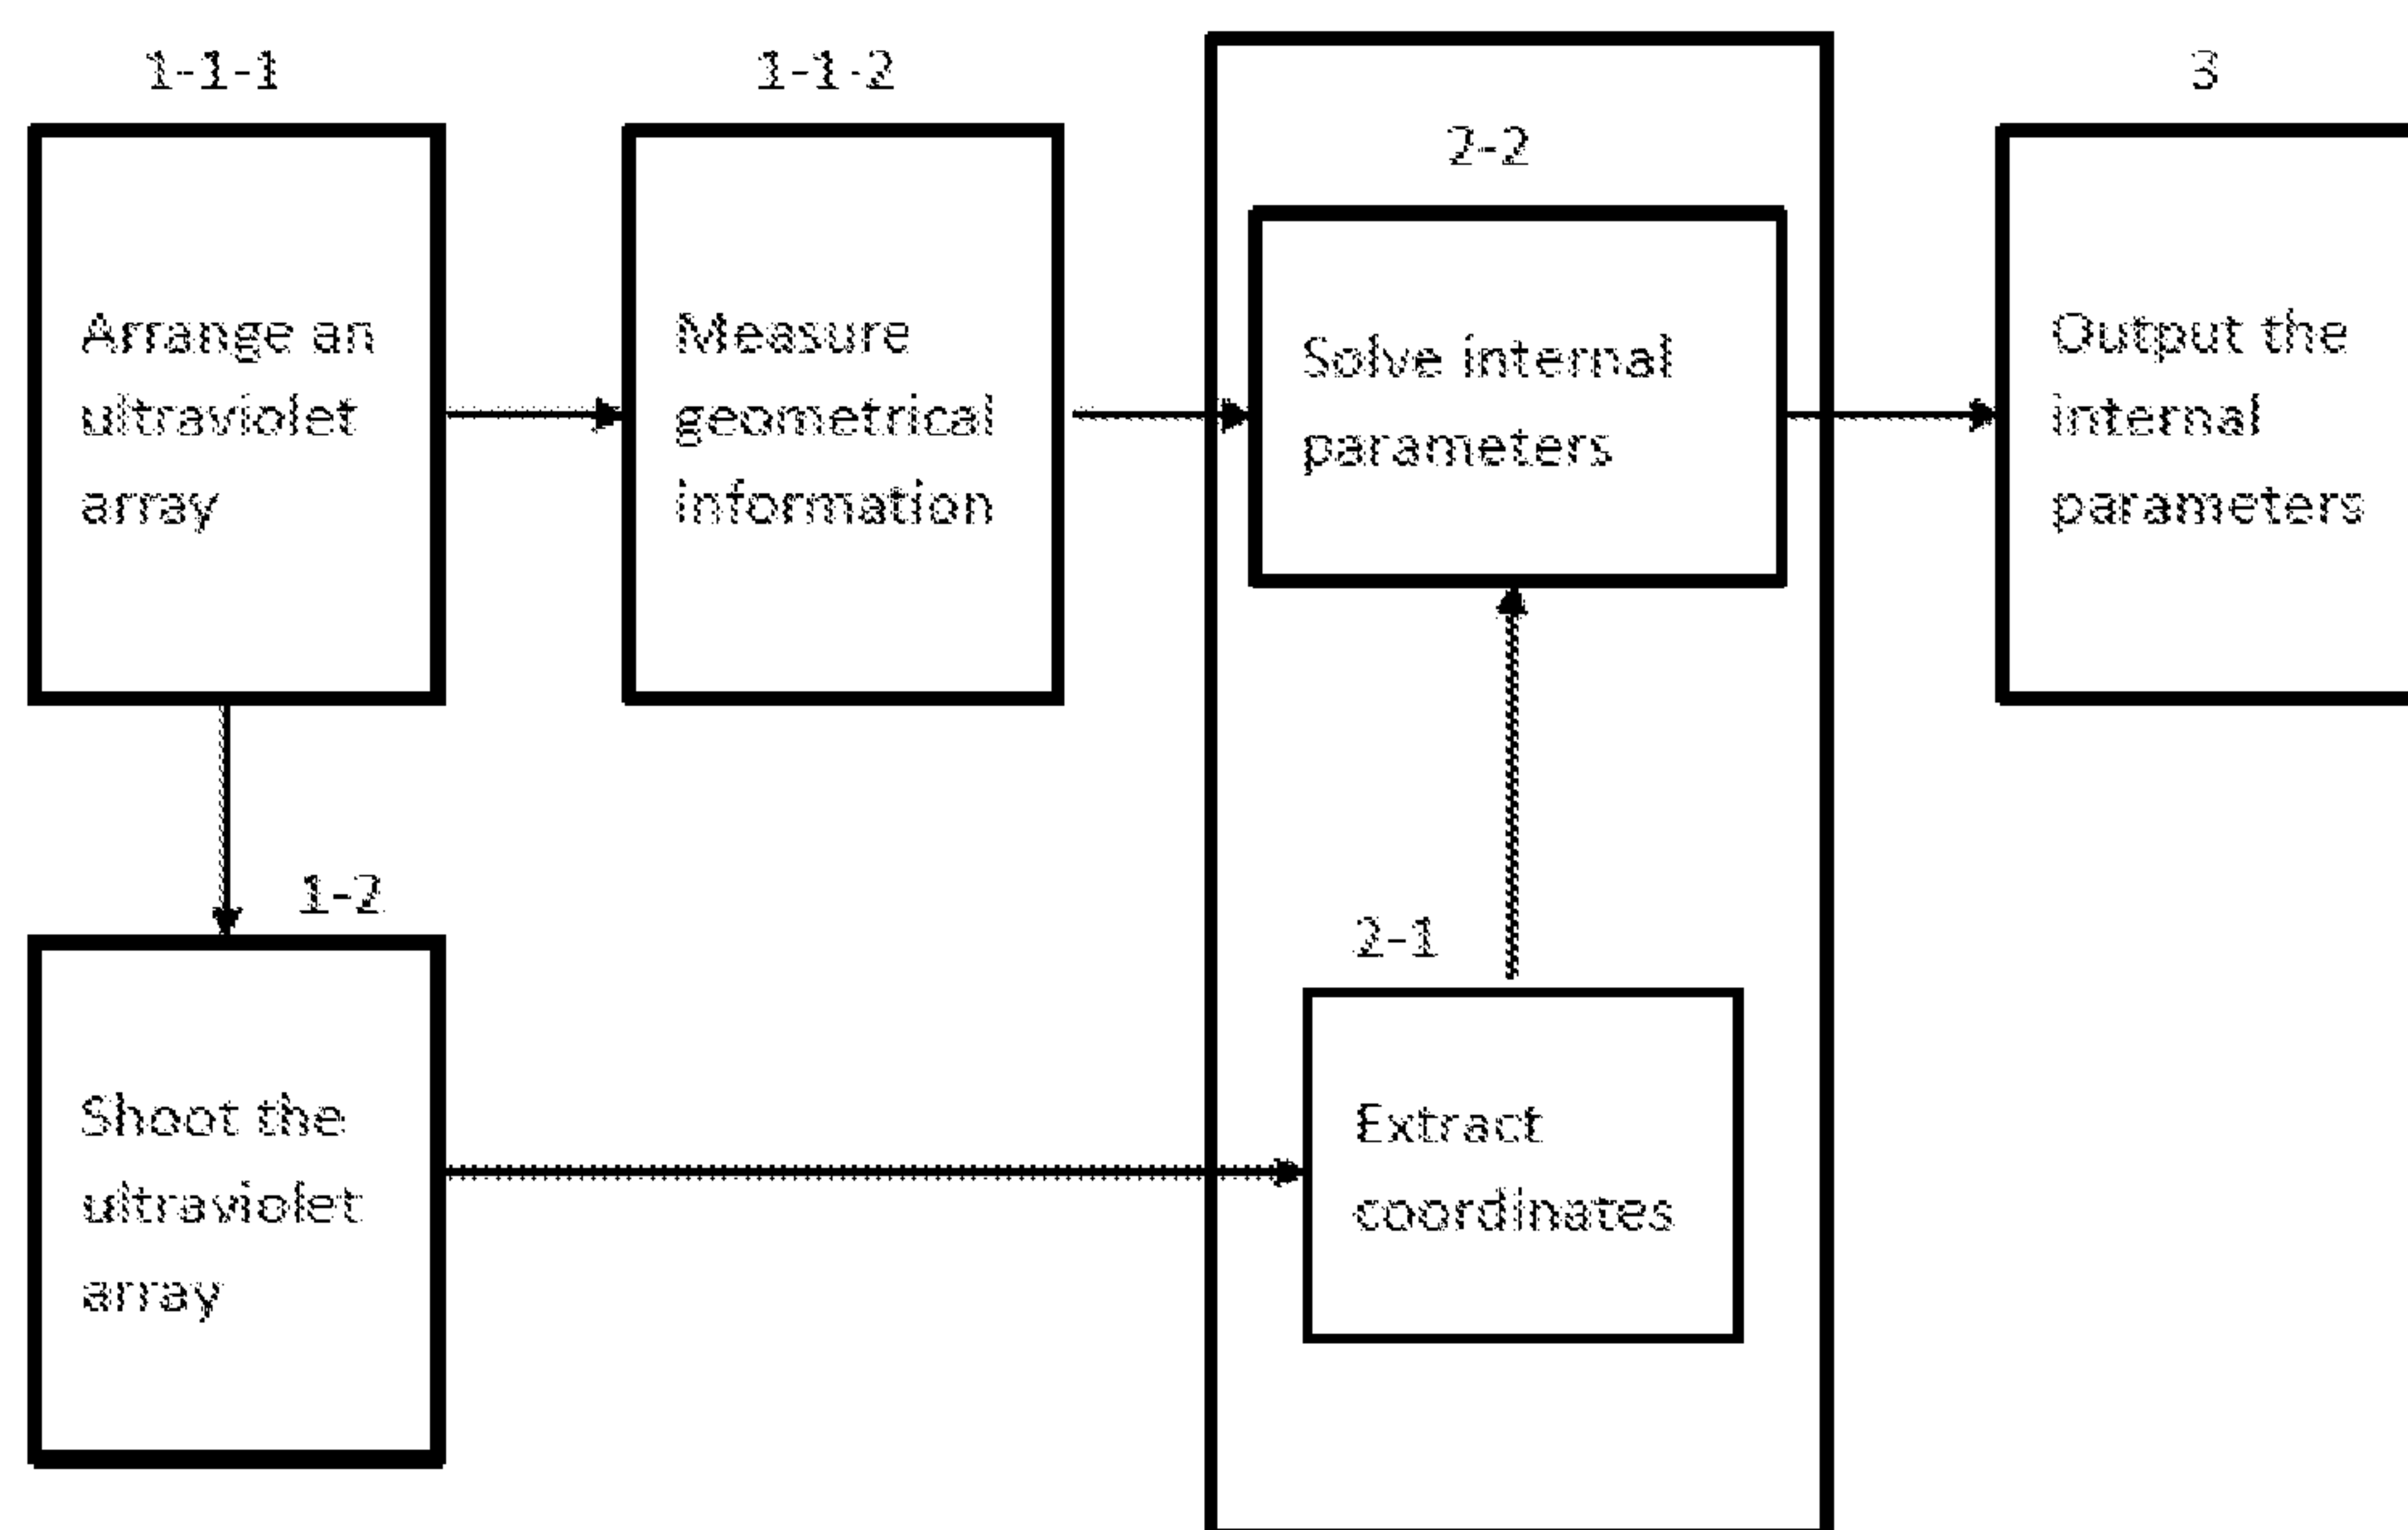 1-1-1
Arrange an
ultraviolet
array
1-1-2
Measure
geometrical
information
2-2
Solve internal
parameters
3
Output the
internal
parameters
1-2
Shoot the
ultraviolet
array
2-1
Extract
coordinates